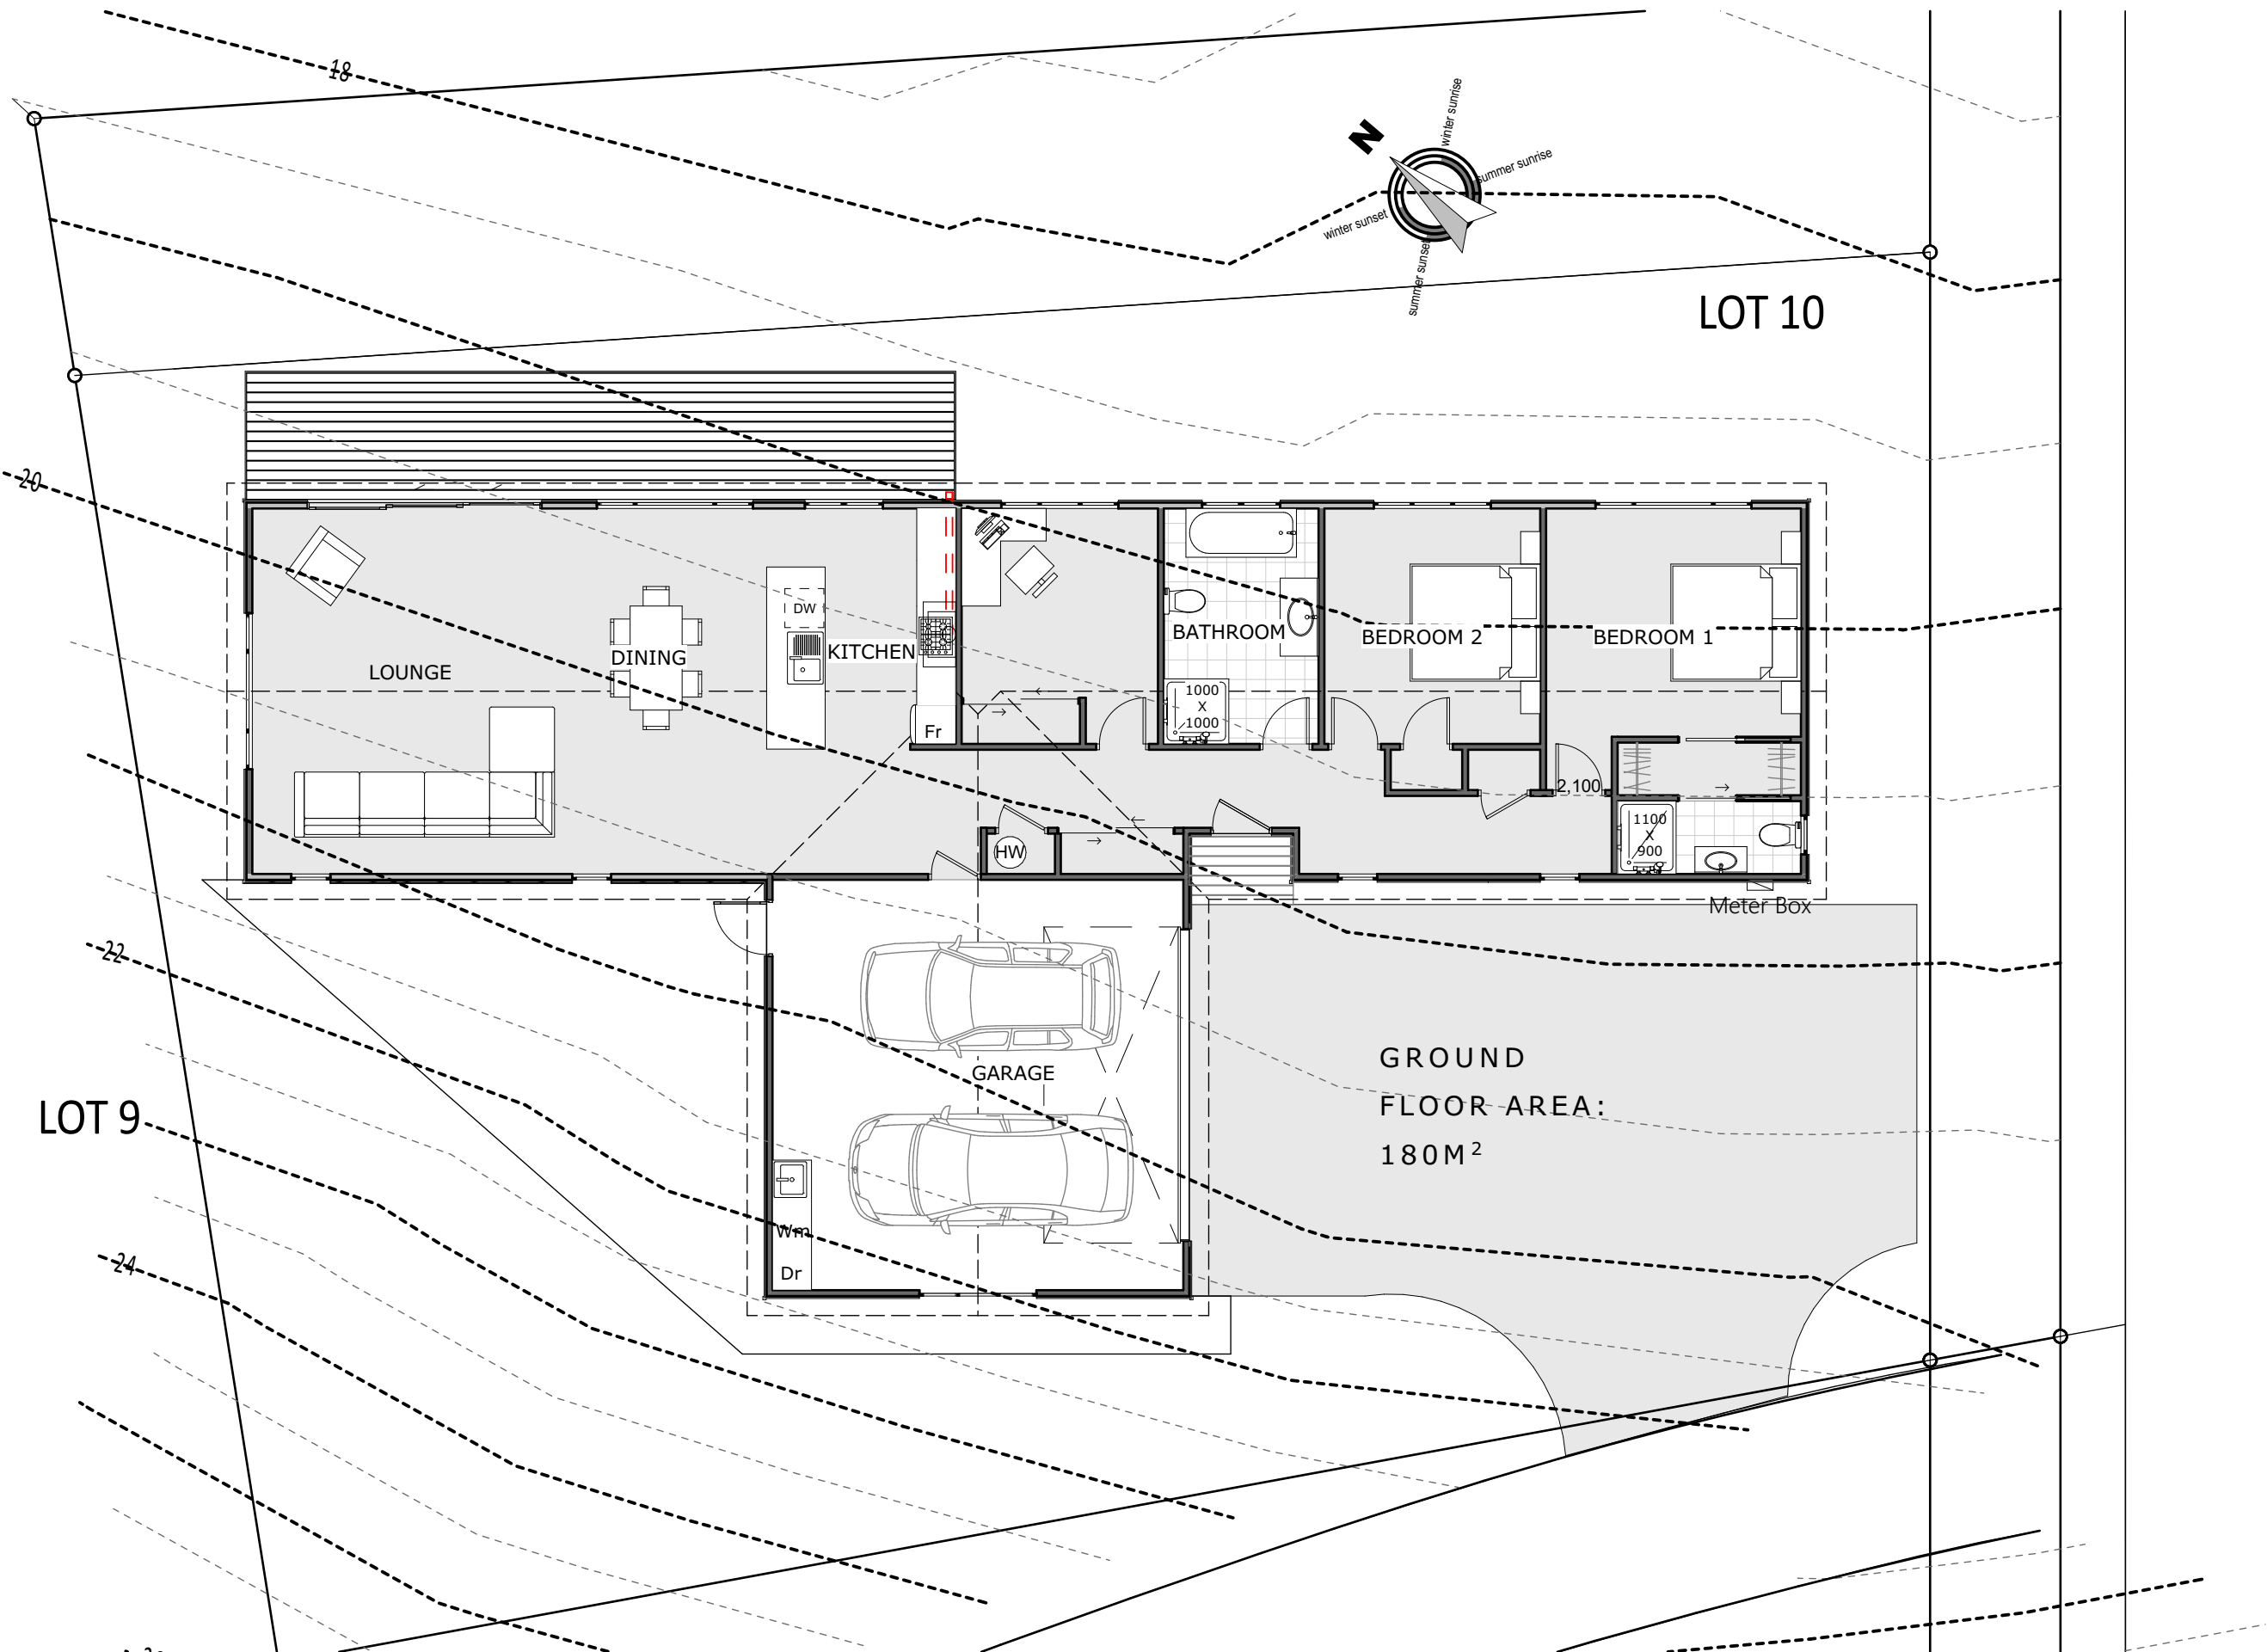 18
N
winter sunrise
summer sunrise
winter sunset
summer sunset
LOT 10
20
DW
LOUNGE
DINING
KITCHEN
BATHROOM
BEDROOM 2
BEDROOM 1
1000
X
1000
Fr
2,100
HW
1100
X
900
Meter Box
22
GARAGE
GROUND
FLOOR AREA:
180M²
LOT 9
Wm
Dr
24